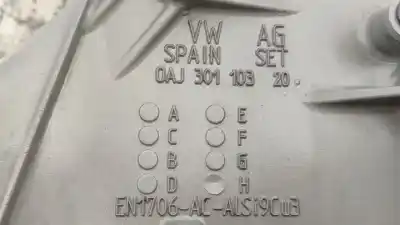 VW AG
SPAIN SET
0AJ 301 103 20.
A E
C F
B G
D H
EN1706-AC-ALSi9Cu3